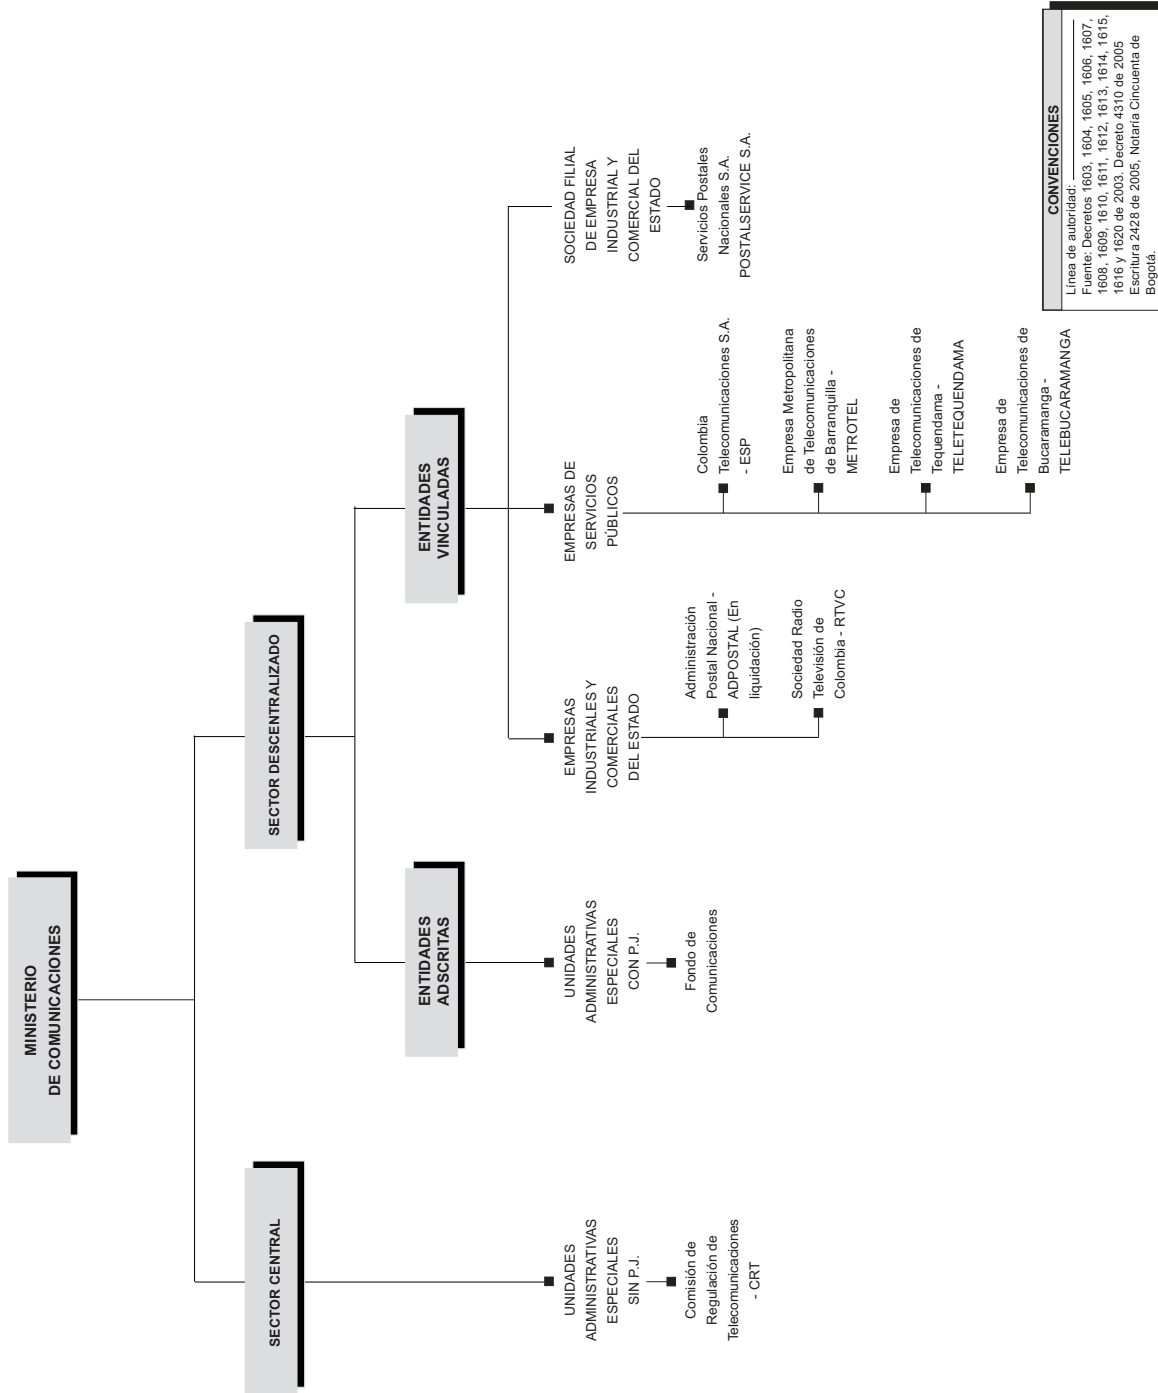 MINISTERIO
DE COMUNICACIONES
SECTOR CENTRAL
SECTOR DESCENTRALIZADO
ENTIDADES
ADSCRITAS
ENTIDADES
VINCULADAS
UNIDADES
ADMINISTRATIVAS
ESPECIALES
SIN P.J.
Comisión de
Regulación de
Telecomunicaciones
- CRT
UNIDADES
ADMINISTRATIVAS
ESPECIALES
CON P.J.
Fondo de
Comunicaciones
EMPRESAS
INDUSTRIALES Y
COMERCIALES
DEL ESTADO
Administración
Postal Nacional -
ADPOSTAL (En
liquidación)
Sociedad Radio
Televisión de
Colombia - RTVC
EMPRESAS DE
SERVICIOS
PÚBLICOS
Colombia
Telecomunicaciones S.A.
- ESP
Empresa Metropolitana
de Telecomunicaciones
de Barranquilla -
METROTEL
Empresa de
Telecomunicaciones de
Tequendama -
TELETEQUENDAMA
Empresa de
Telecomunicaciones de
Bucaramanga -
TELEBUCARAMANGA
SOCIEDAD FILIAL
DE EMPRESA
INDUSTRIAL Y
COMERCIAL DEL
ESTADO
Servicios Postales
Nacionales S.A.
POSTALSERVICE S.A.
CONVENCIONES
Línea de autoridad:
Fuente: Decretos 1603, 1604, 1605, 1606, 1607,
1608, 1609, 1610, 1611, 1612, 1613, 1614, 1615,
1616 y 1620 de 2003. Decreto 4310 de 2005
Escritura 2428 de 2005, Notaría Cincuenta de
Bogotá.